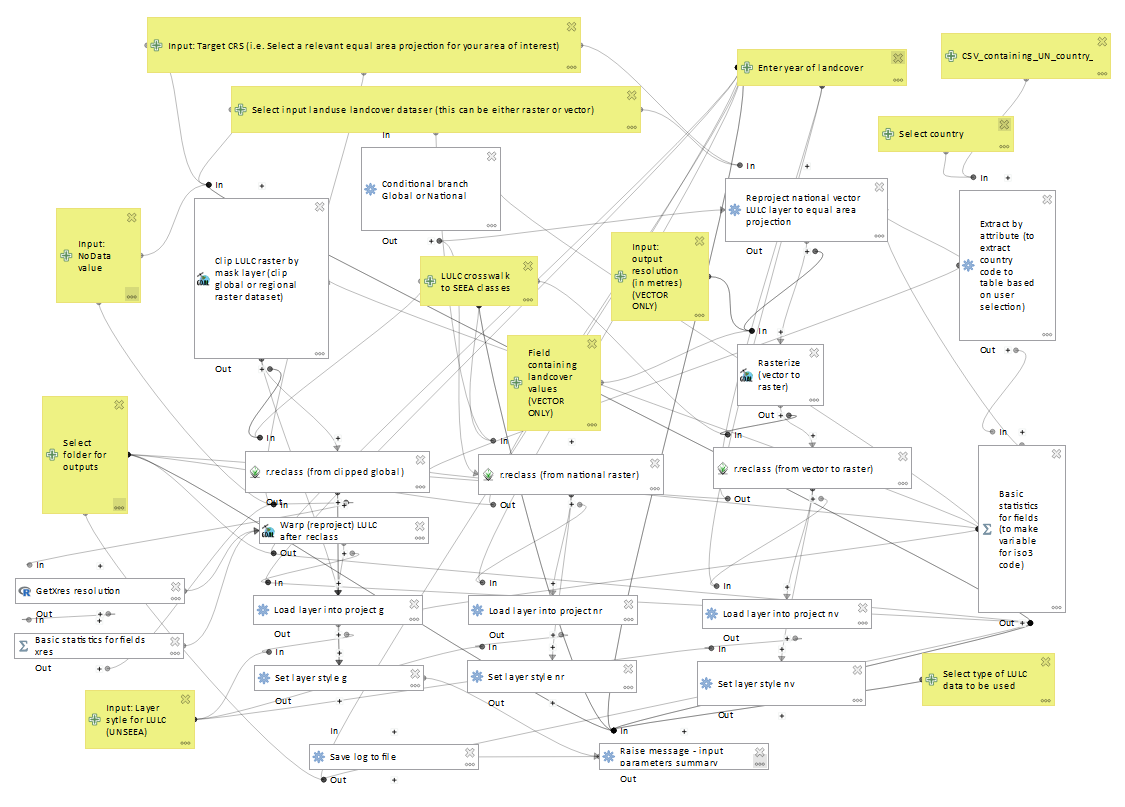 Input: Target CRS (i.e. Select a relevant equal area projection for your area of interest)
Enter year of landcover
CSV_containing_UN_country_
Select input landuse landcover dataser (this can be either raster or vector)
Select country
In
Conditional branch
Global or National
Out
In
Reproject national vector
LULC layer to equal area
projection
Out
In
Extract by
attribute (to
extract
country
code to
table based
on user
selection)
Out
In
Clip LULC raster by
mask layer (clip
global or regional
raster dataset)
Out
Input:
NoData
value
LULC crosswalk
to SEEA classes
Input:
output
resolution
(in metres)
(VECTOR
ONLY)
Field
containing
landcover
values
(VECTOR
ONLY)
In
Rasterize
(vector to
raster)
Out
Select
folder for
outputs
In
r.reclass (from clipped global)
Out
In
r.reclass (from national raster)
Out
In
r.reclass (from vector to raster)
Out
In
Basic
statistics
for fields
(to make
variable
for iso3
code)
Out
In
Warp (reproject) LULC
after reclass
Out
In
GetXres resolution
Out
In
Basic statistics for fields
xres
Out
In
Load layer into project g
Out
In
Load layer into project nr
Out
In
Load layer into project nv
Out
In
Set layer style g
Out
In
Set layer style nr
Out
In
Set layer style nv
Out
Select type of LULC
data to be used
Input: Layer
sytle for LULC
(UNSEEA)
In
Save log to file
Out
In
Raise message - input
parameters summary
Out